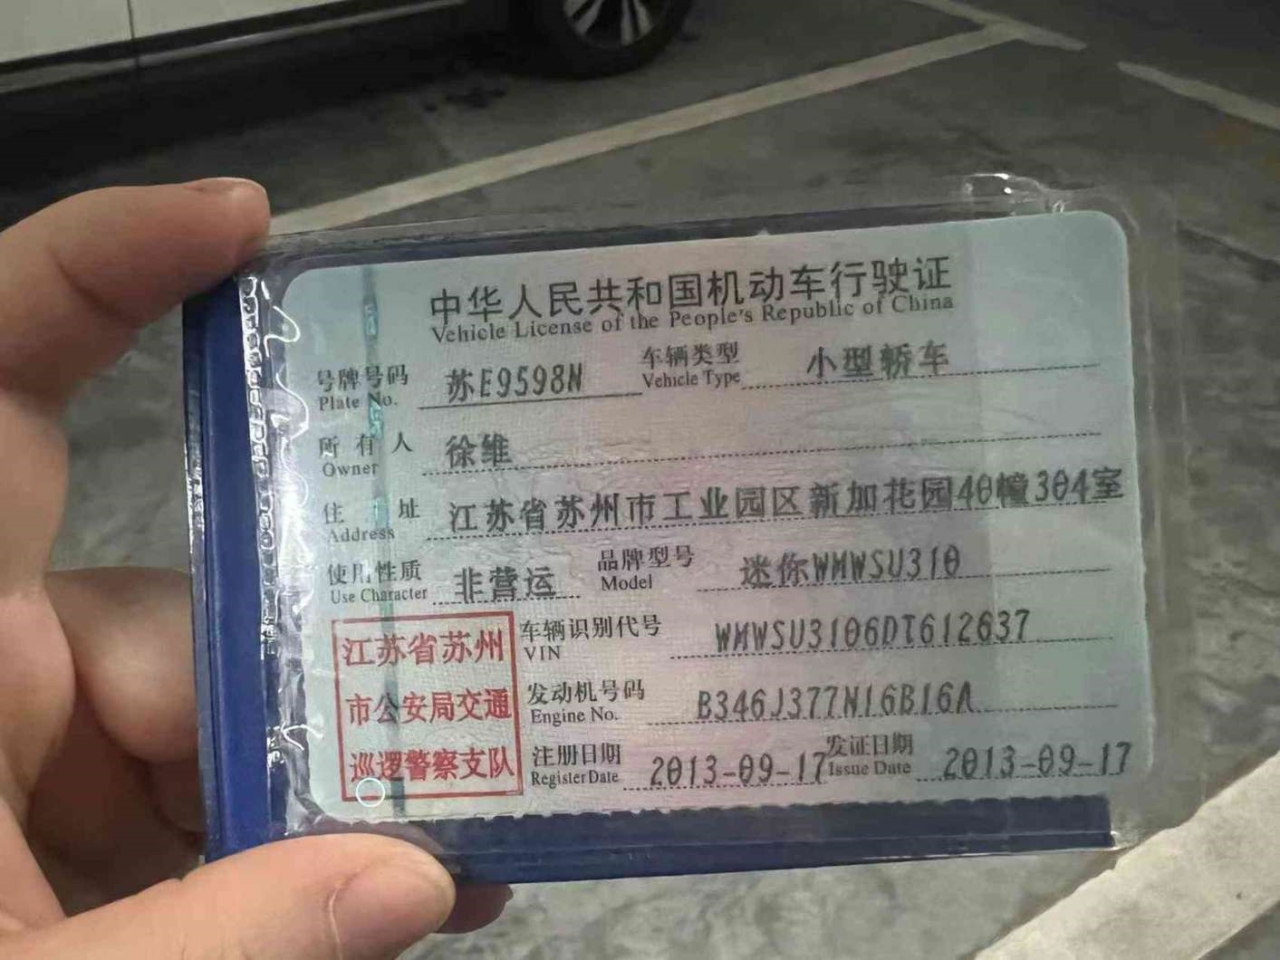 中华人民共和国机动车行驶证
Vehicle License of the People's Republic of China
号牌号码 苏E9598N 车辆类型 小型轿车
Plate No. Vehicle Type
所有人 徐维
Owner
住址 江苏省苏州市工业园区新加花园40幢304室
Address
使用性质 非营运 品牌型号 迷你WMWSU310
Use Character Model
江苏省苏州
市公安局交通
巡逻警察支队
车辆识别代号 WMWSU3106DT612637
VIN
发动机号码 B346J377N16B16A
Engine No.
注册日期 2013-09-17 发证日期 2013-09-17
Register Date Issue Date